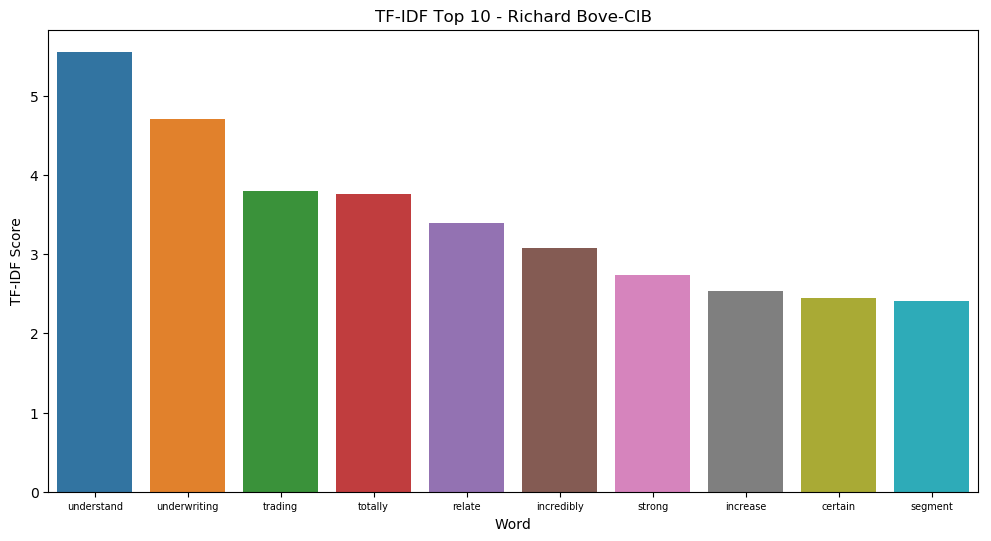 TF-IDF Top 10 - Richard Bove-CIB
TF-IDF Score
5
4
3
2
1
0
understand underwriting trading totally relate incredibly strong increase certain segment
Word